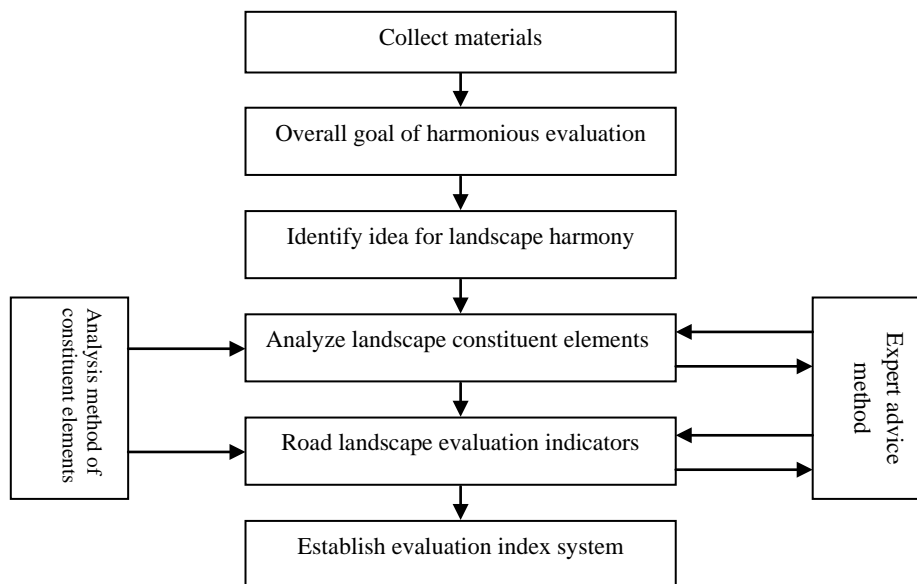 Collect materials
Overall goal of harmonious evaluation
Identify idea for landscape harmony
Analysis method of
constituent elements
Analyze landscape constituent elements
Expert advice
method
Road landscape evaluation indicators
Establish evaluation index system